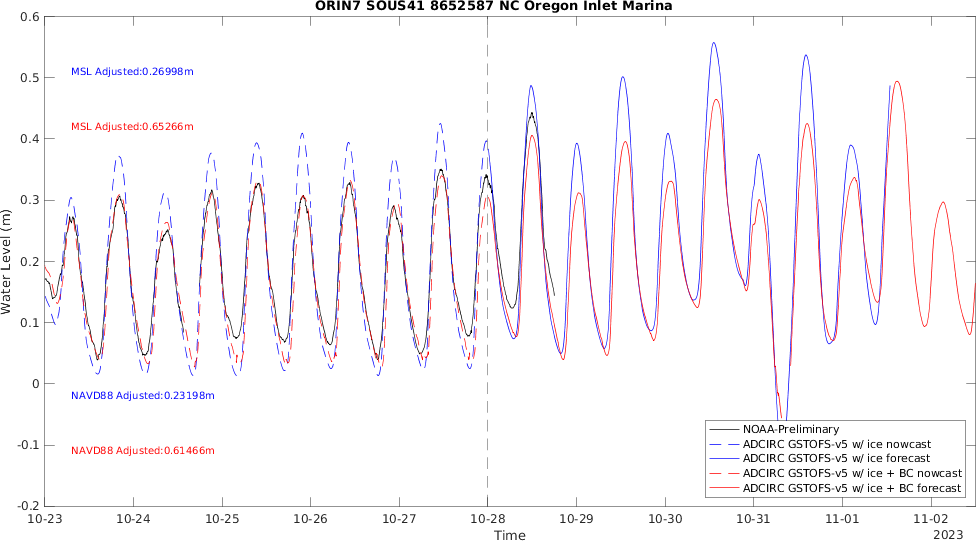 ORIN7 SOUS41 8652587 NC Oregon Inlet Marina
0.6
0.5
0.4
0.3
0.2
0.1
0
-0.1
-0.2
Water Level (m)
MSL Adjusted:0.26998m
MSL Adjusted:0.65266m
NAVD88 Adjusted:0.23198m
NAVD88 Adjusted:0.61466m
NOAA-Preliminary
ADCIRC GSTOFS-v5 w/ ice nowcast
ADCIRC GSTOFS-v5 w/ ice forecast
ADCIRC GSTOFS-v5 w/ ice + BC nowcast
ADCIRC GSTOFS-v5 w/ ice + BC forecast
10-23 10-24 10-25 10-26 10-27 10-28 10-29 10-30 10-31 11-01 11-02
Time
2023